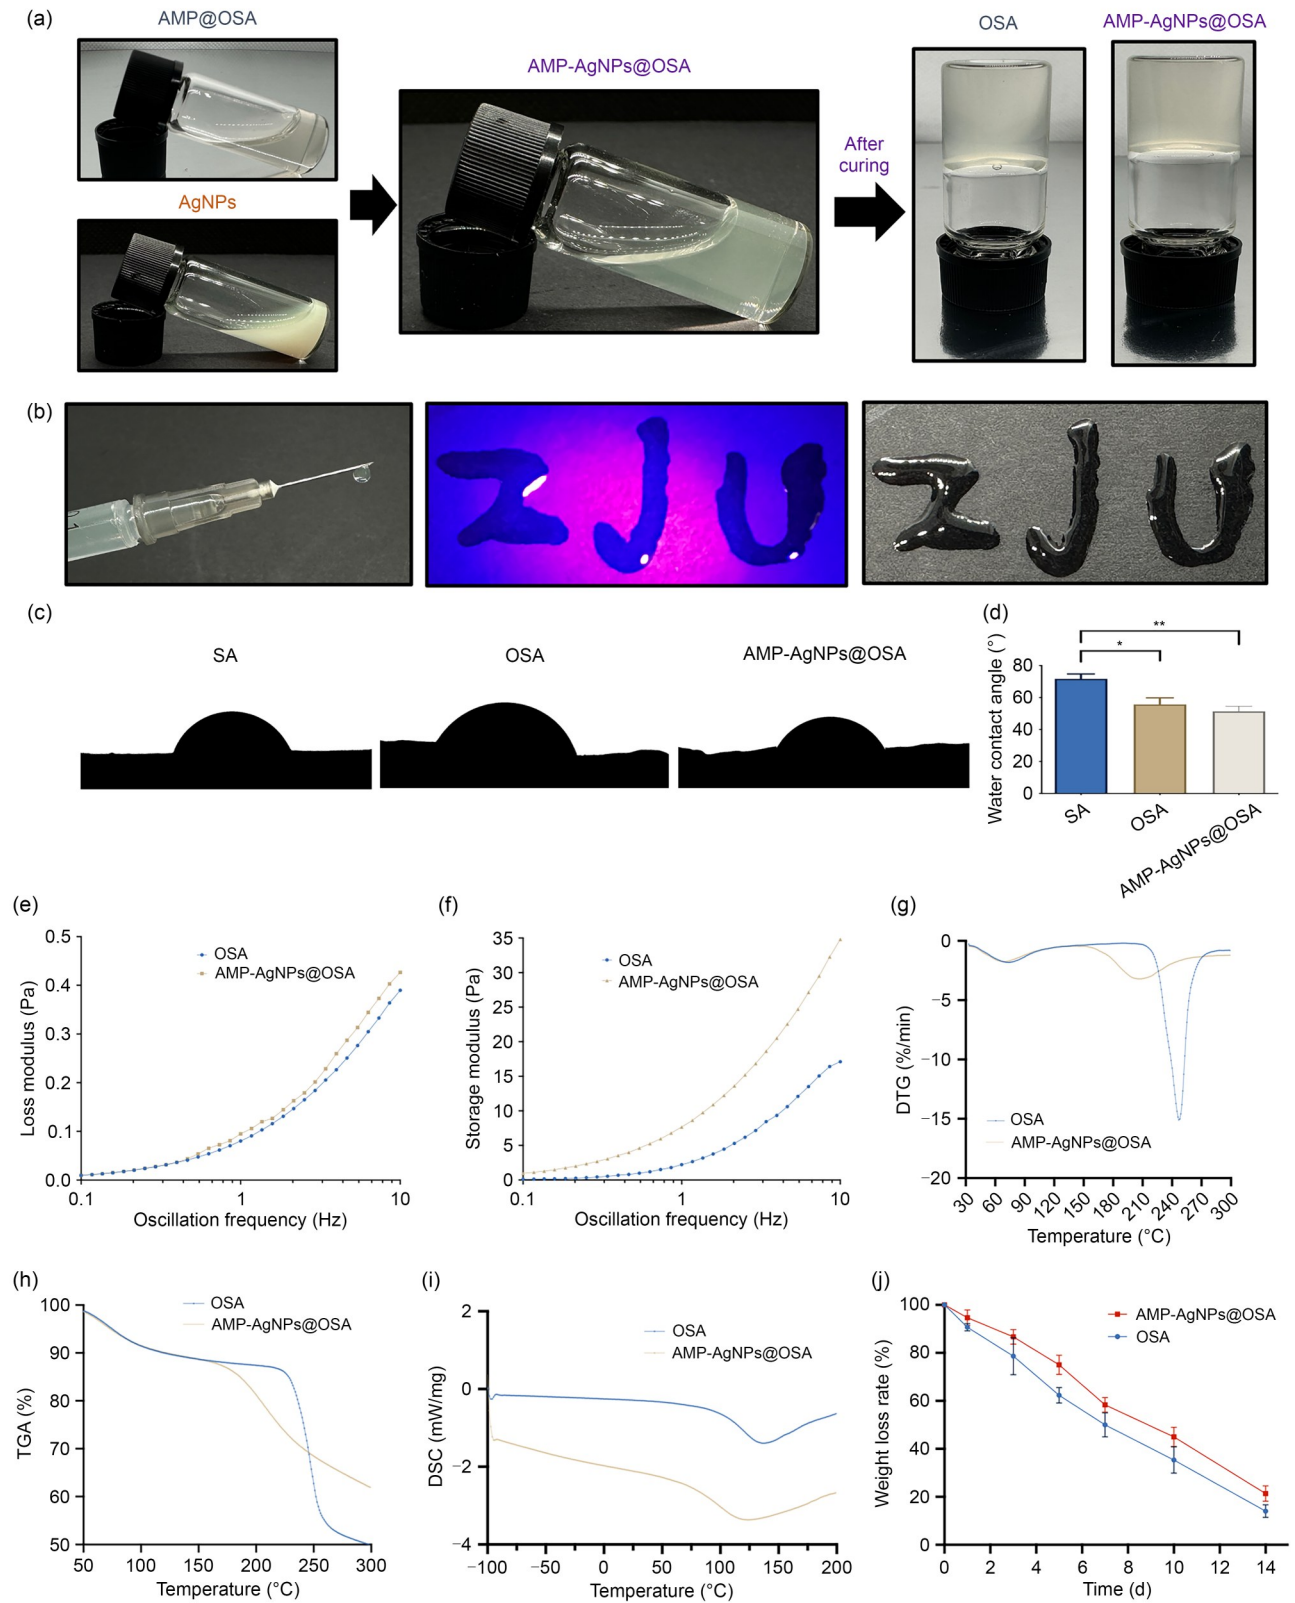 (a)
AMP@OSA
AgNPs
AMP-AgNPs@OSA
After
curing
OSA
AMP-AgNPs@OSA
(b)
ZJU
ZJU
(c)
SA
OSA
AMP-AgNPs@OSA
(d)
**
*
Water contact angle (°)
80
60
40
20
0
SA
OSA
AMP-AgNPs@OSA
(e)
Loss modulus (Pa)
0.5
0.4
0.3
0.2
0.1
0.0
OSA
AMP-AgNPs@OSA
0.1
1
10
Oscillation frequency (Hz)
(f)
Storage modulus (Pa)
35
30
25
20
15
10
5
0
OSA
AMP-AgNPs@OSA
0.1
1
10
Oscillation frequency (Hz)
(g)
DTG (%/min)
0
−5
−10
−15
−20
OSA
AMP-AgNPs@OSA
30 60 90 120 150 180 210 240 270 300
Temperature (°C)
(h)
TGA (%)
100
90
80
70
60
50
OSA
AMP-AgNPs@OSA
50 100 150 200 250 300
Temperature (°C)
(i)
DSC (mW/mg)
2
0
−2
−4
OSA
AMP-AgNPs@OSA
−100 −50 0 50 100 150 200
Temperature (°C)
(j)
Weight loss rate (%)
100
80
60
40
20
0
AMP-AgNPs@OSA
OSA
0 2 4 6 8 10 12 14
Time (d)